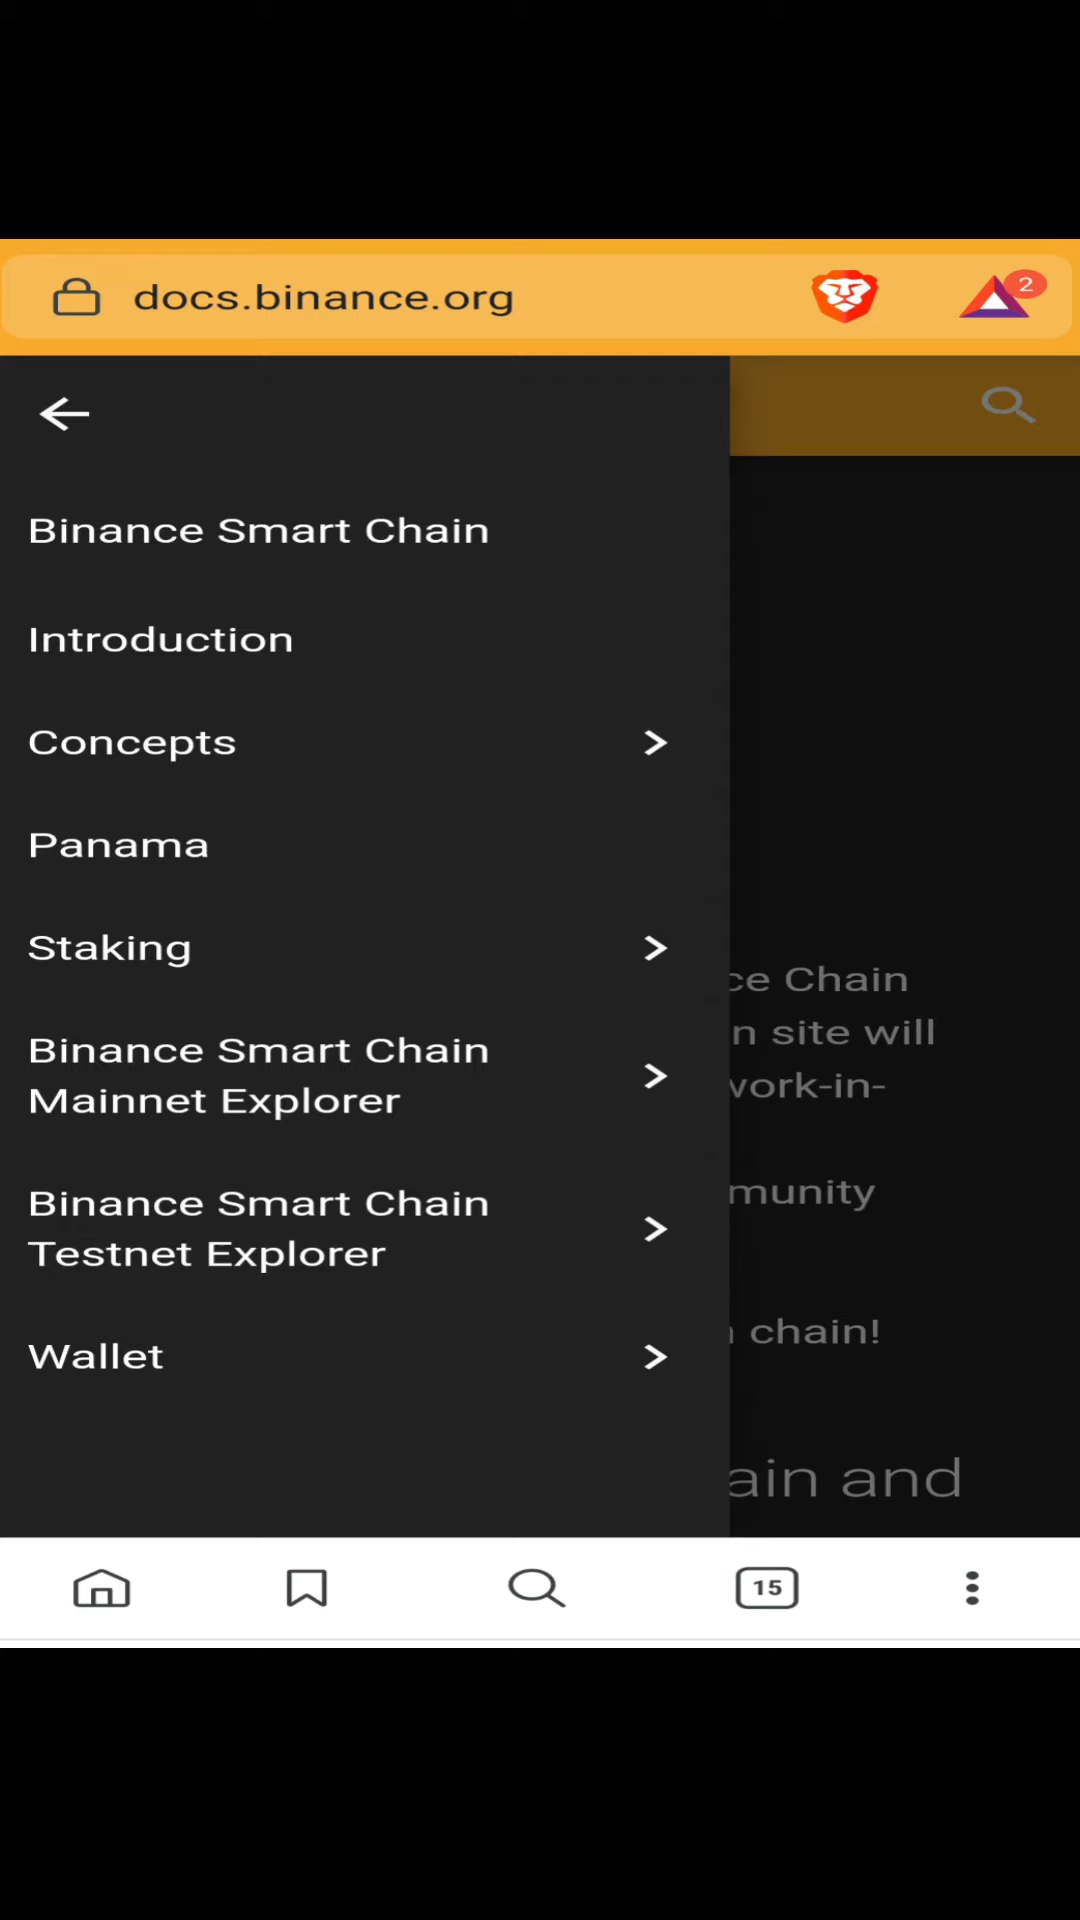 docs.binance.org
2
Binance Smart Chain
Introduction
Concepts
Panama
Staking
Binance Smart Chain
Mainnet Explorer
Binance Smart Chain
Testnet Explorer
Wallet
ce Chain
n site will
work-in-
munity
chain!
ain and
15